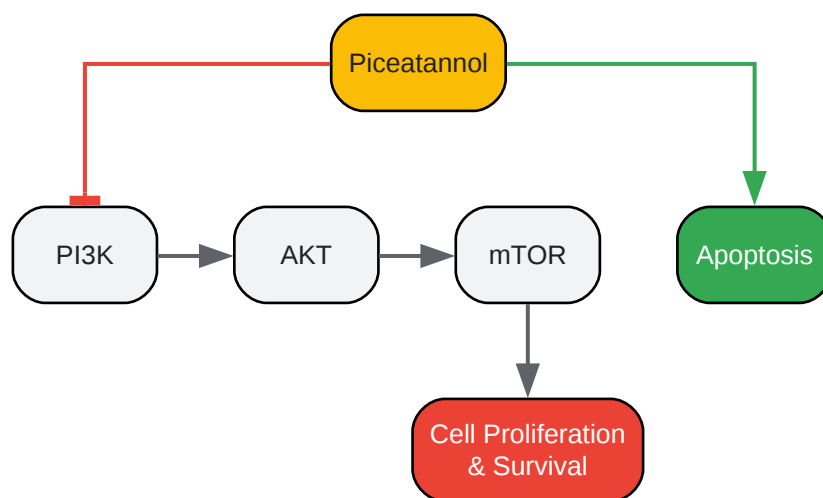 Piceatannol
PI3K
AKT
mTOR
Apoptosis
Cell Proliferation
& Survival